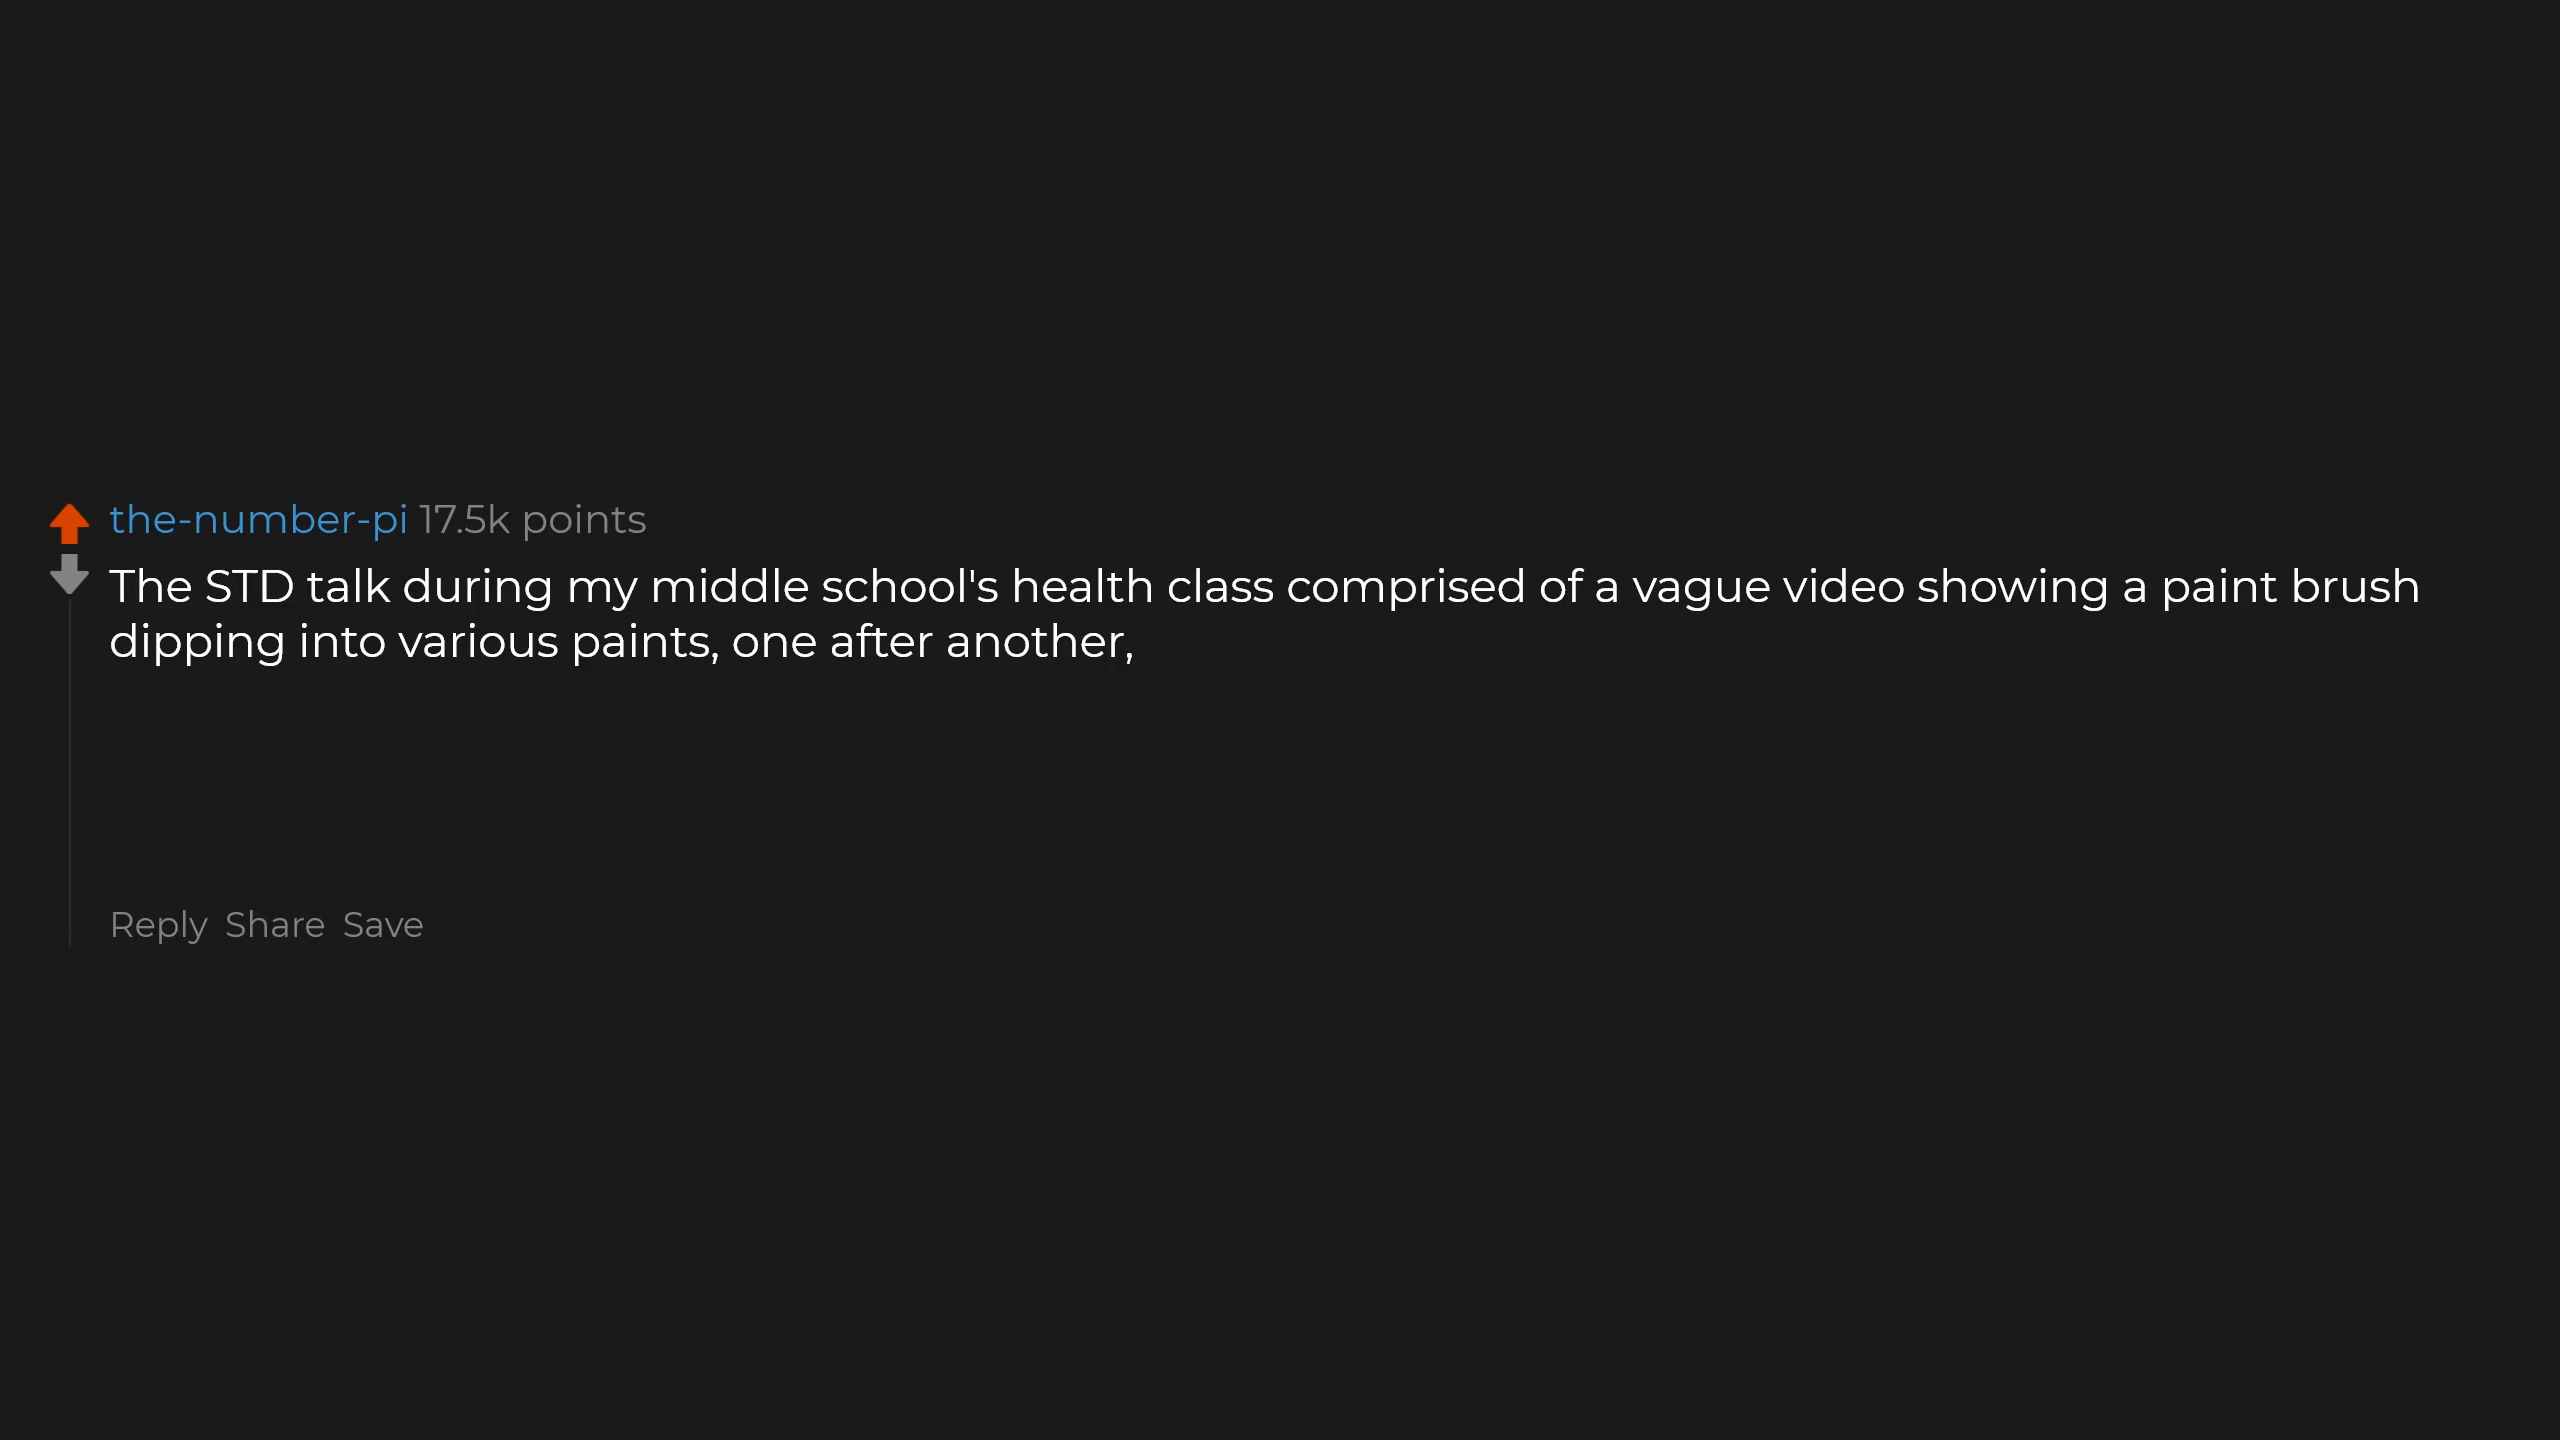 the-number-pi 17.5k points
The STD talk during my middle school's health class comprised of a vague video showing a paint brush
dipping into various paints, one after another,
Reply Share Save